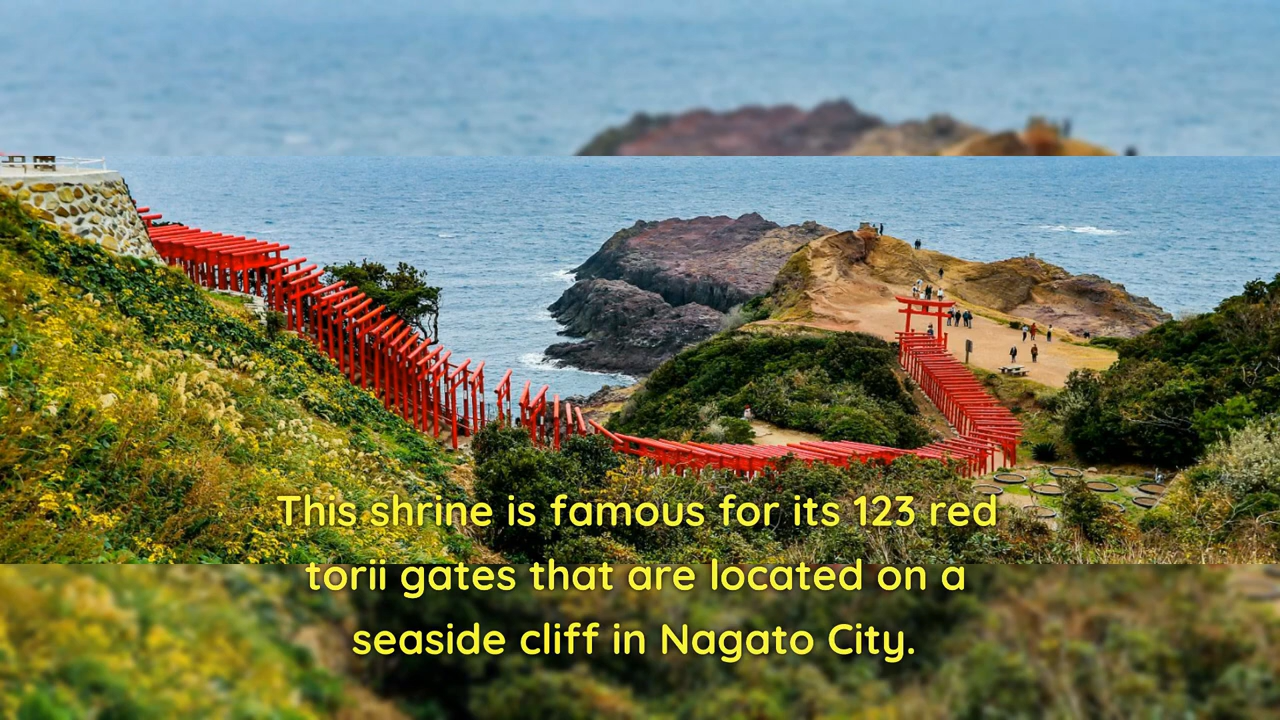 This shrine is famous for its 123 red
torii gates that are located on a
seaside cliff in Nagato City.